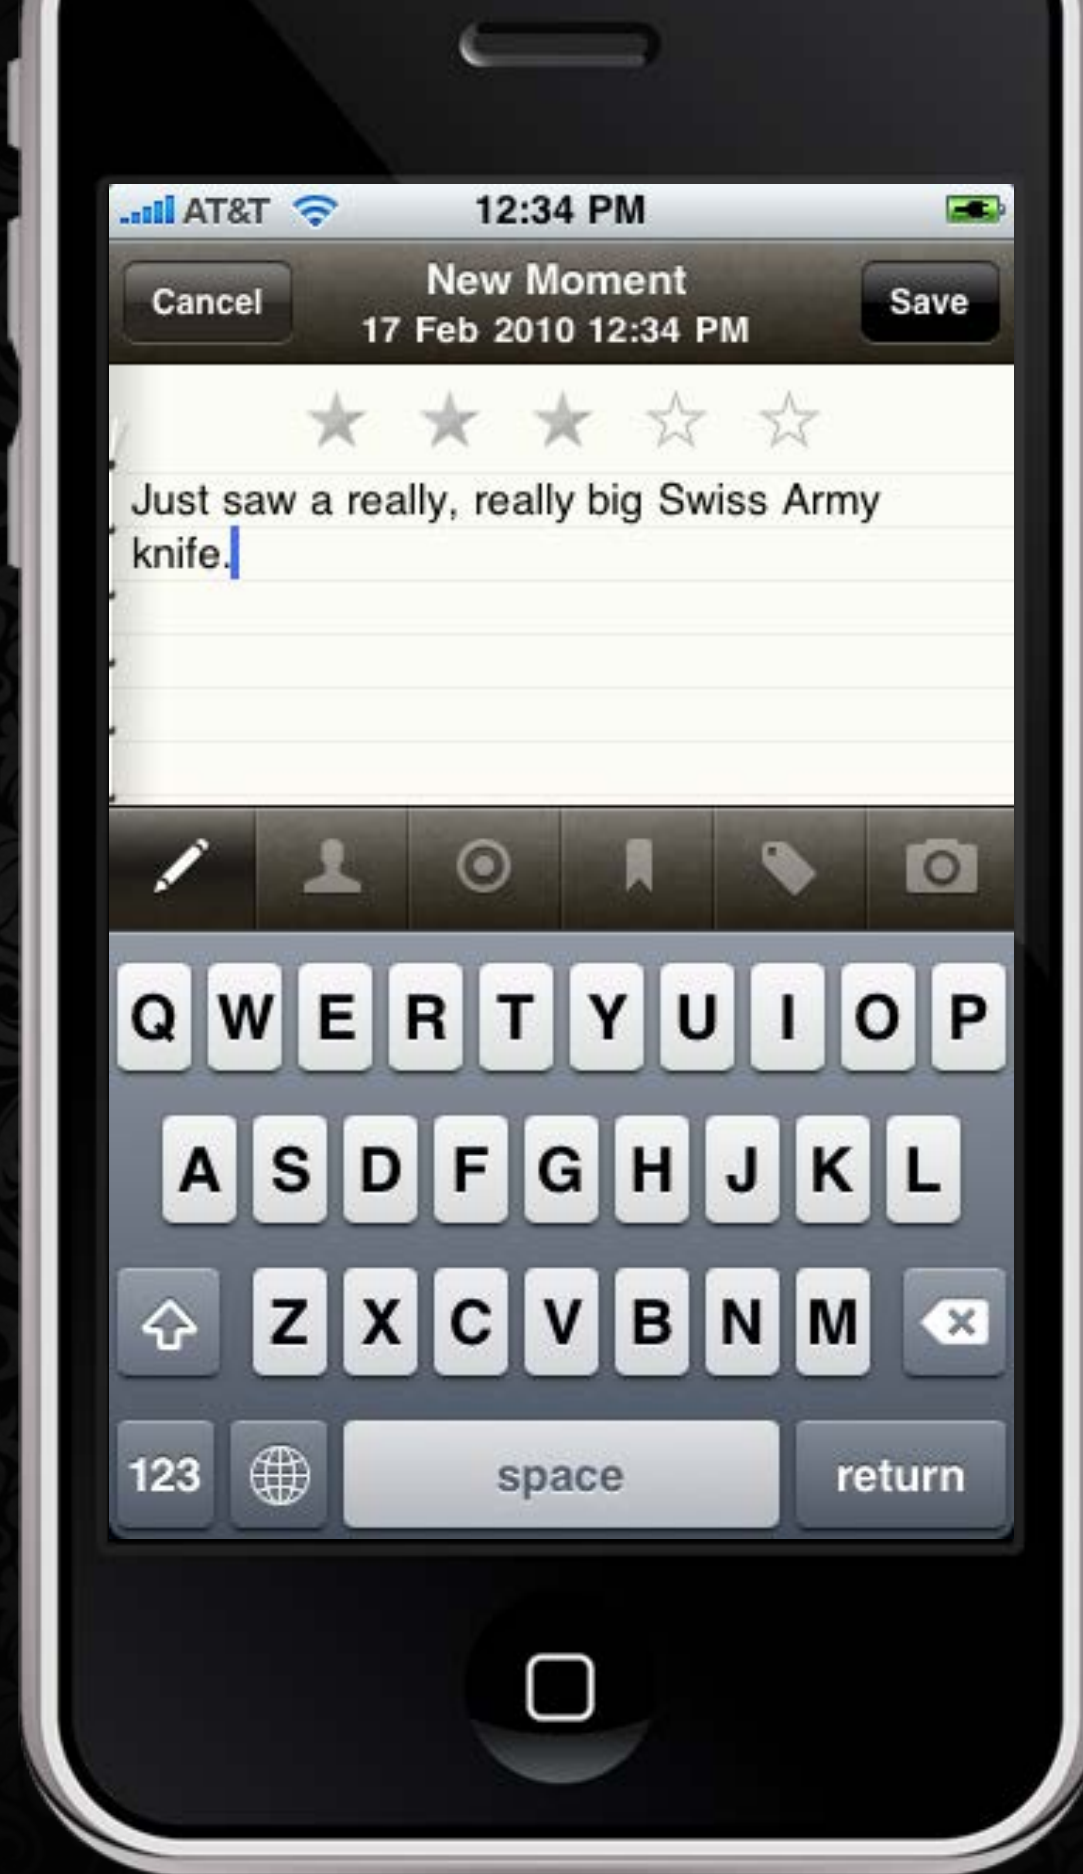 AT&T 12:34 PM
Cancel New Moment Save
17 Feb 2010 12:34 PM
Just saw a really, really big Swiss Army
knife.
Q W E R T Y U I O P
A S D F G H J K L
Z X C V B N M
123 space return